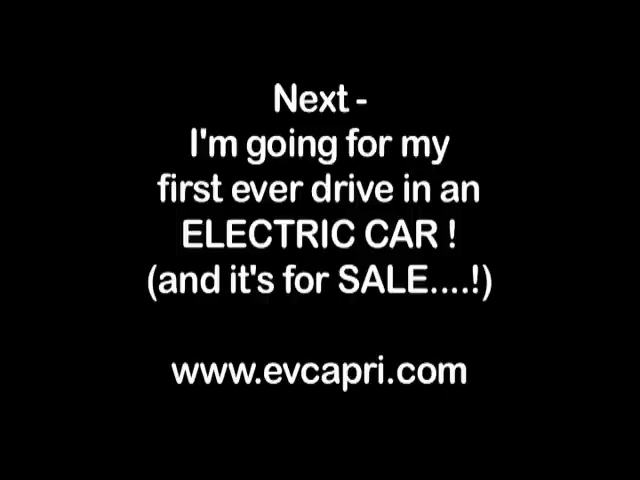 Next -
I'm going for my
first ever drive in an
ELECTRIC CAR !
(and it's for SALE....!)
www.evcapri.com